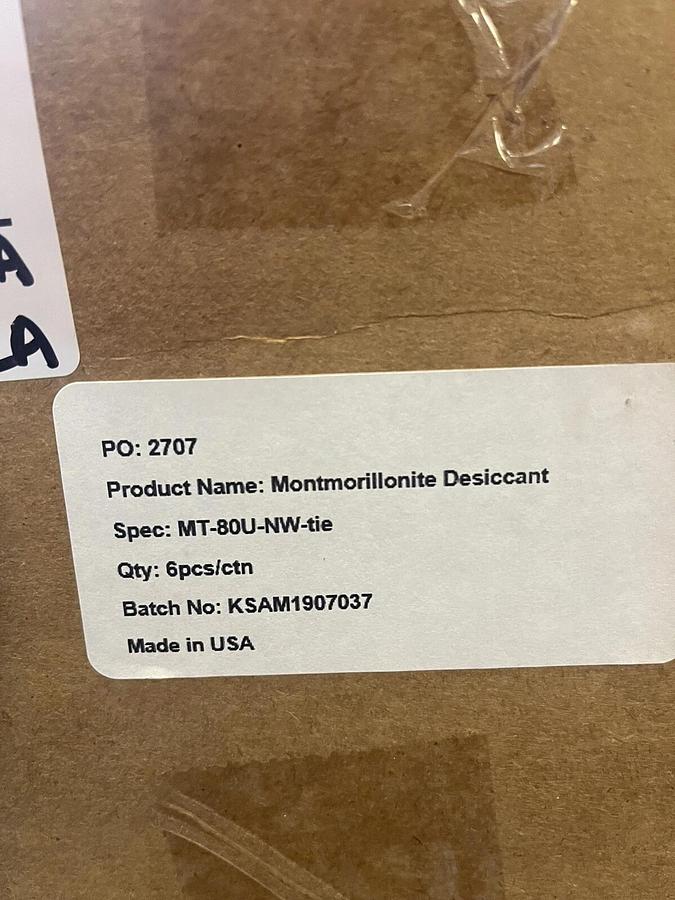 A
LA
PO: 2707
Product Name: Montmorillonite Desiccant
Spec: MT-80U-NW-tie
Qty: 6pcs/ctn
Batch No: KSAM1907037
Made in USA